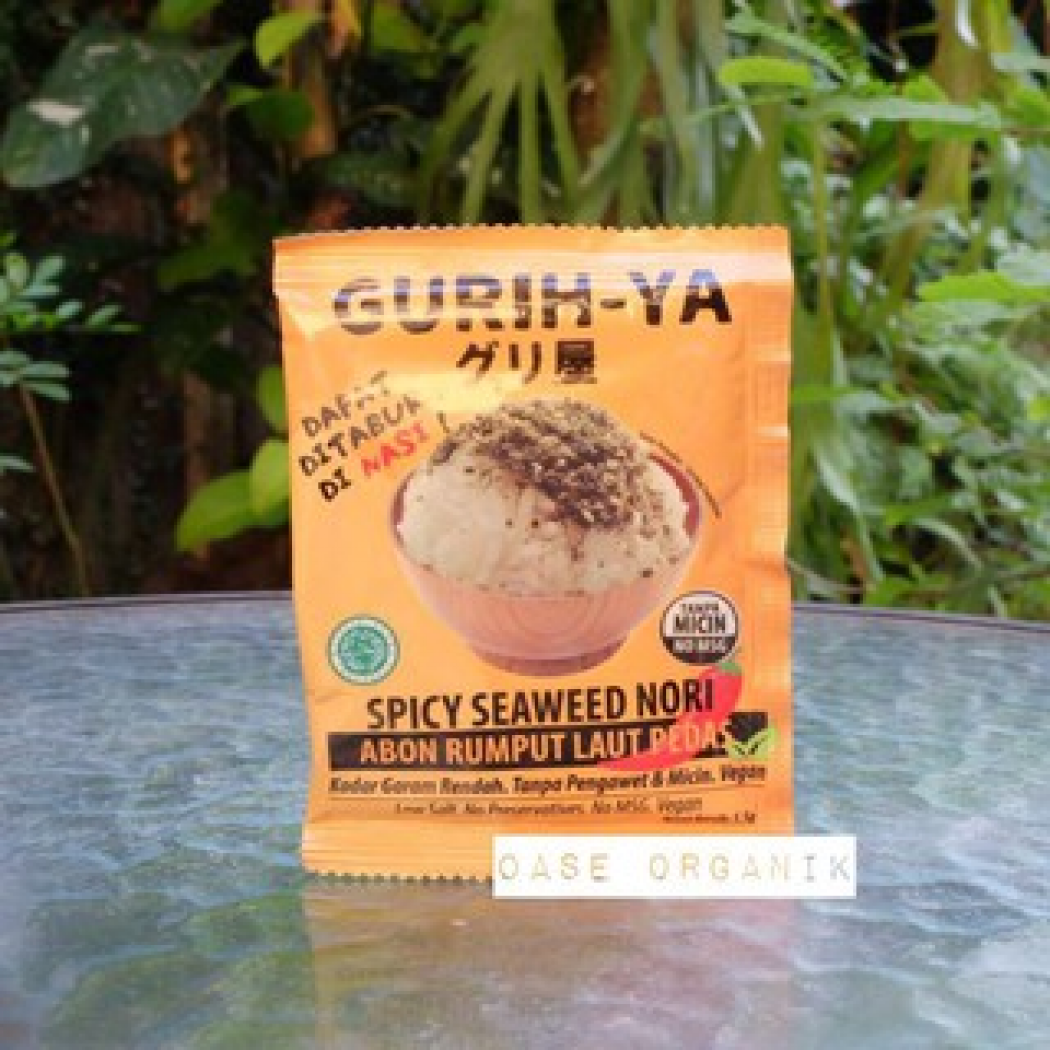 GURIH-YA
グリ屋
DAPAT
DITABUR
DI NASI !
TANPA
MICIN
NO MSG
SPICY SEAWEED NORI
ABON RUMPUT LAUT PEDAS
Kadar Garam Rendah. Tanpa Pengawet & Micin. Vegan
Low Salt. No Preservatives. No MSG. Vegan
OASE ORGANIK